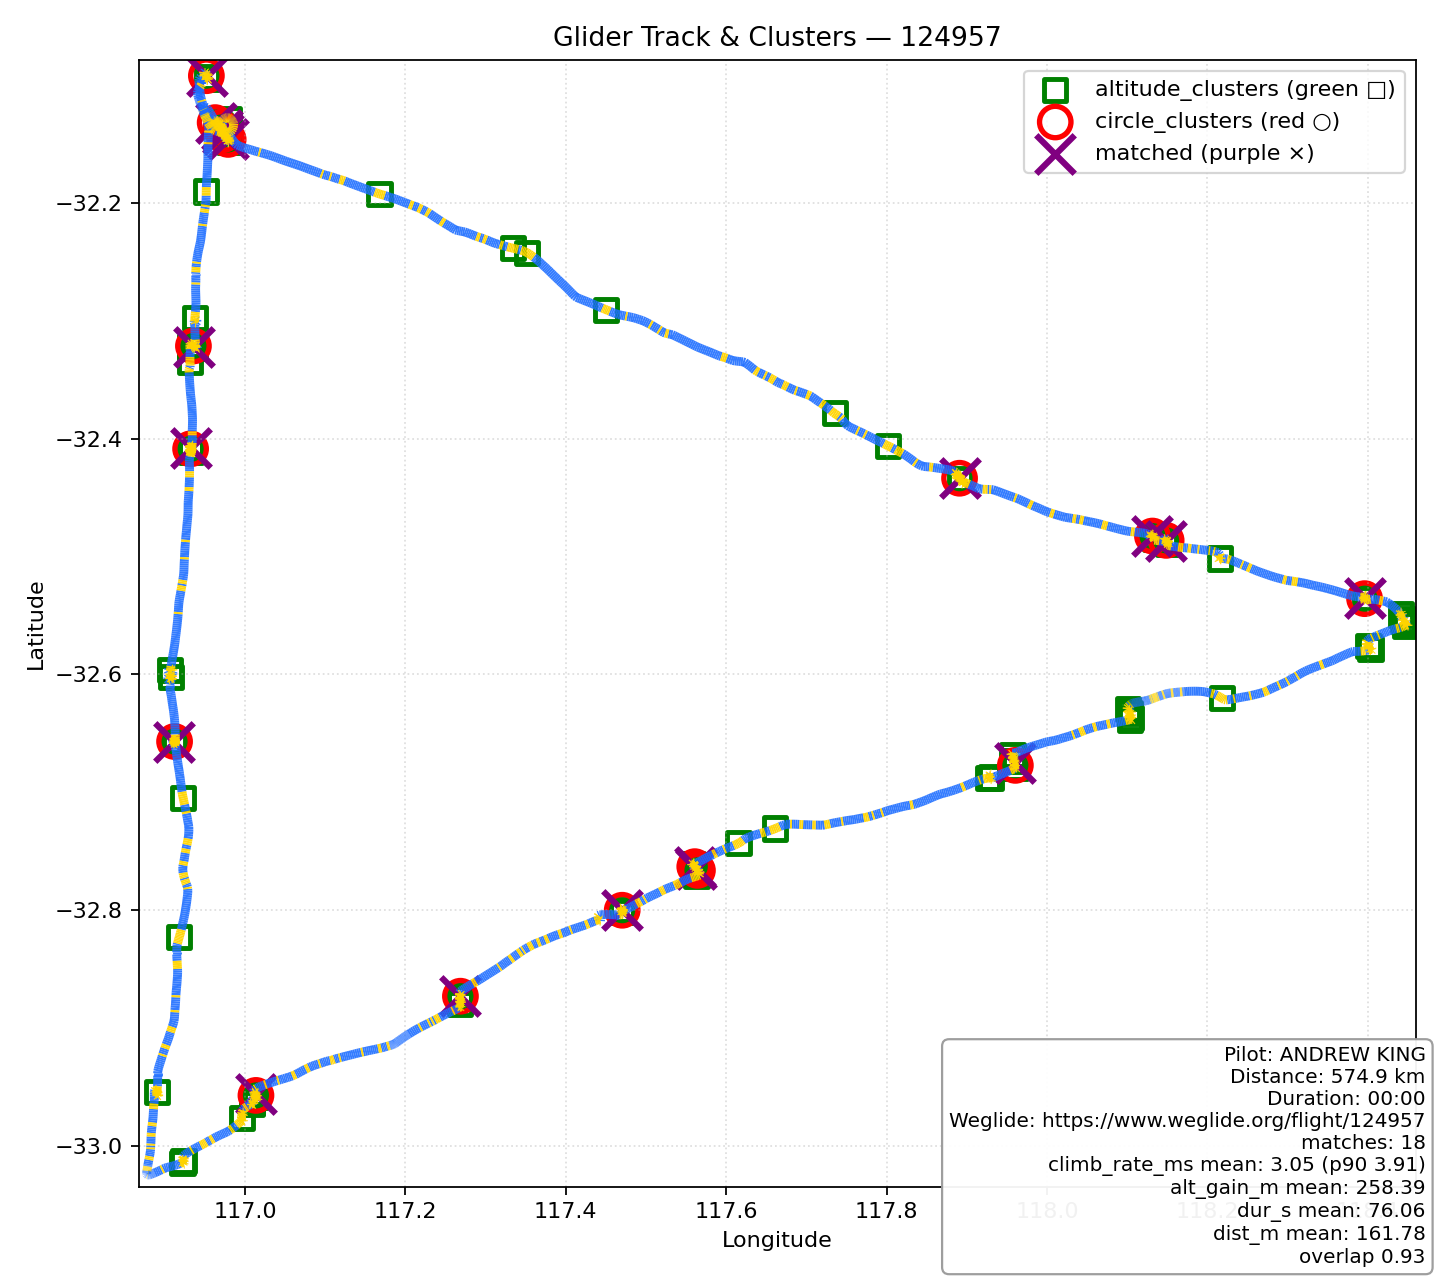 Glider Track & Clusters — 124957
altitude_clusters (green □)
circle_clusters (red ○)
matched (purple ×)
Latitude
−32.2
−32.4
−32.6
−32.8
−33.0
117.0
117.2
117.4
117.6
117.8
118.0
118.2
Longitude
Pilot: ANDREW KING
Distance: 574.9 km
Duration: 00:00
Weglide: https://www.weglide.org/flight/124957
matches: 18
climb_rate_ms mean: 3.05 (p90 3.91)
alt_gain_m mean: 258.39
dur_s mean: 76.06
dist_m mean: 161.78
overlap 0.93